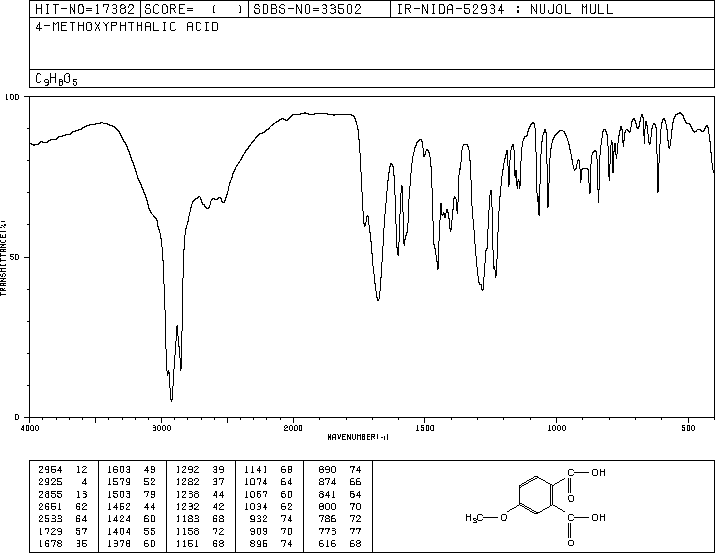 HIT-NO=17382 SCORE= ( ) SDBS-NO=33502 IR-NIDA-52934 : NUJOL MULL
4-METHOXYPHTHALIC ACID
C9H8O5
100
TRANSMITTANCE(%)
50
0
4000 3000 2000 1500 1000 500
WAVENUMBER(-1)
2954 12 1603 49 1292 39 1141 68 890 74
2925 4 1579 52 1282 37 1074 64 874 66
2855 13 1503 79 1238 44 1067 60 841 64
2651 62 1452 44 1232 42 1034 62 800 70
2533 64 1424 60 1183 68 932 74 786 72
1729 57 1404 55 1158 72 909 70 773 77
1678 35 1378 60 1151 68 896 74 616 68
C OH
O
H3C O C OH
O